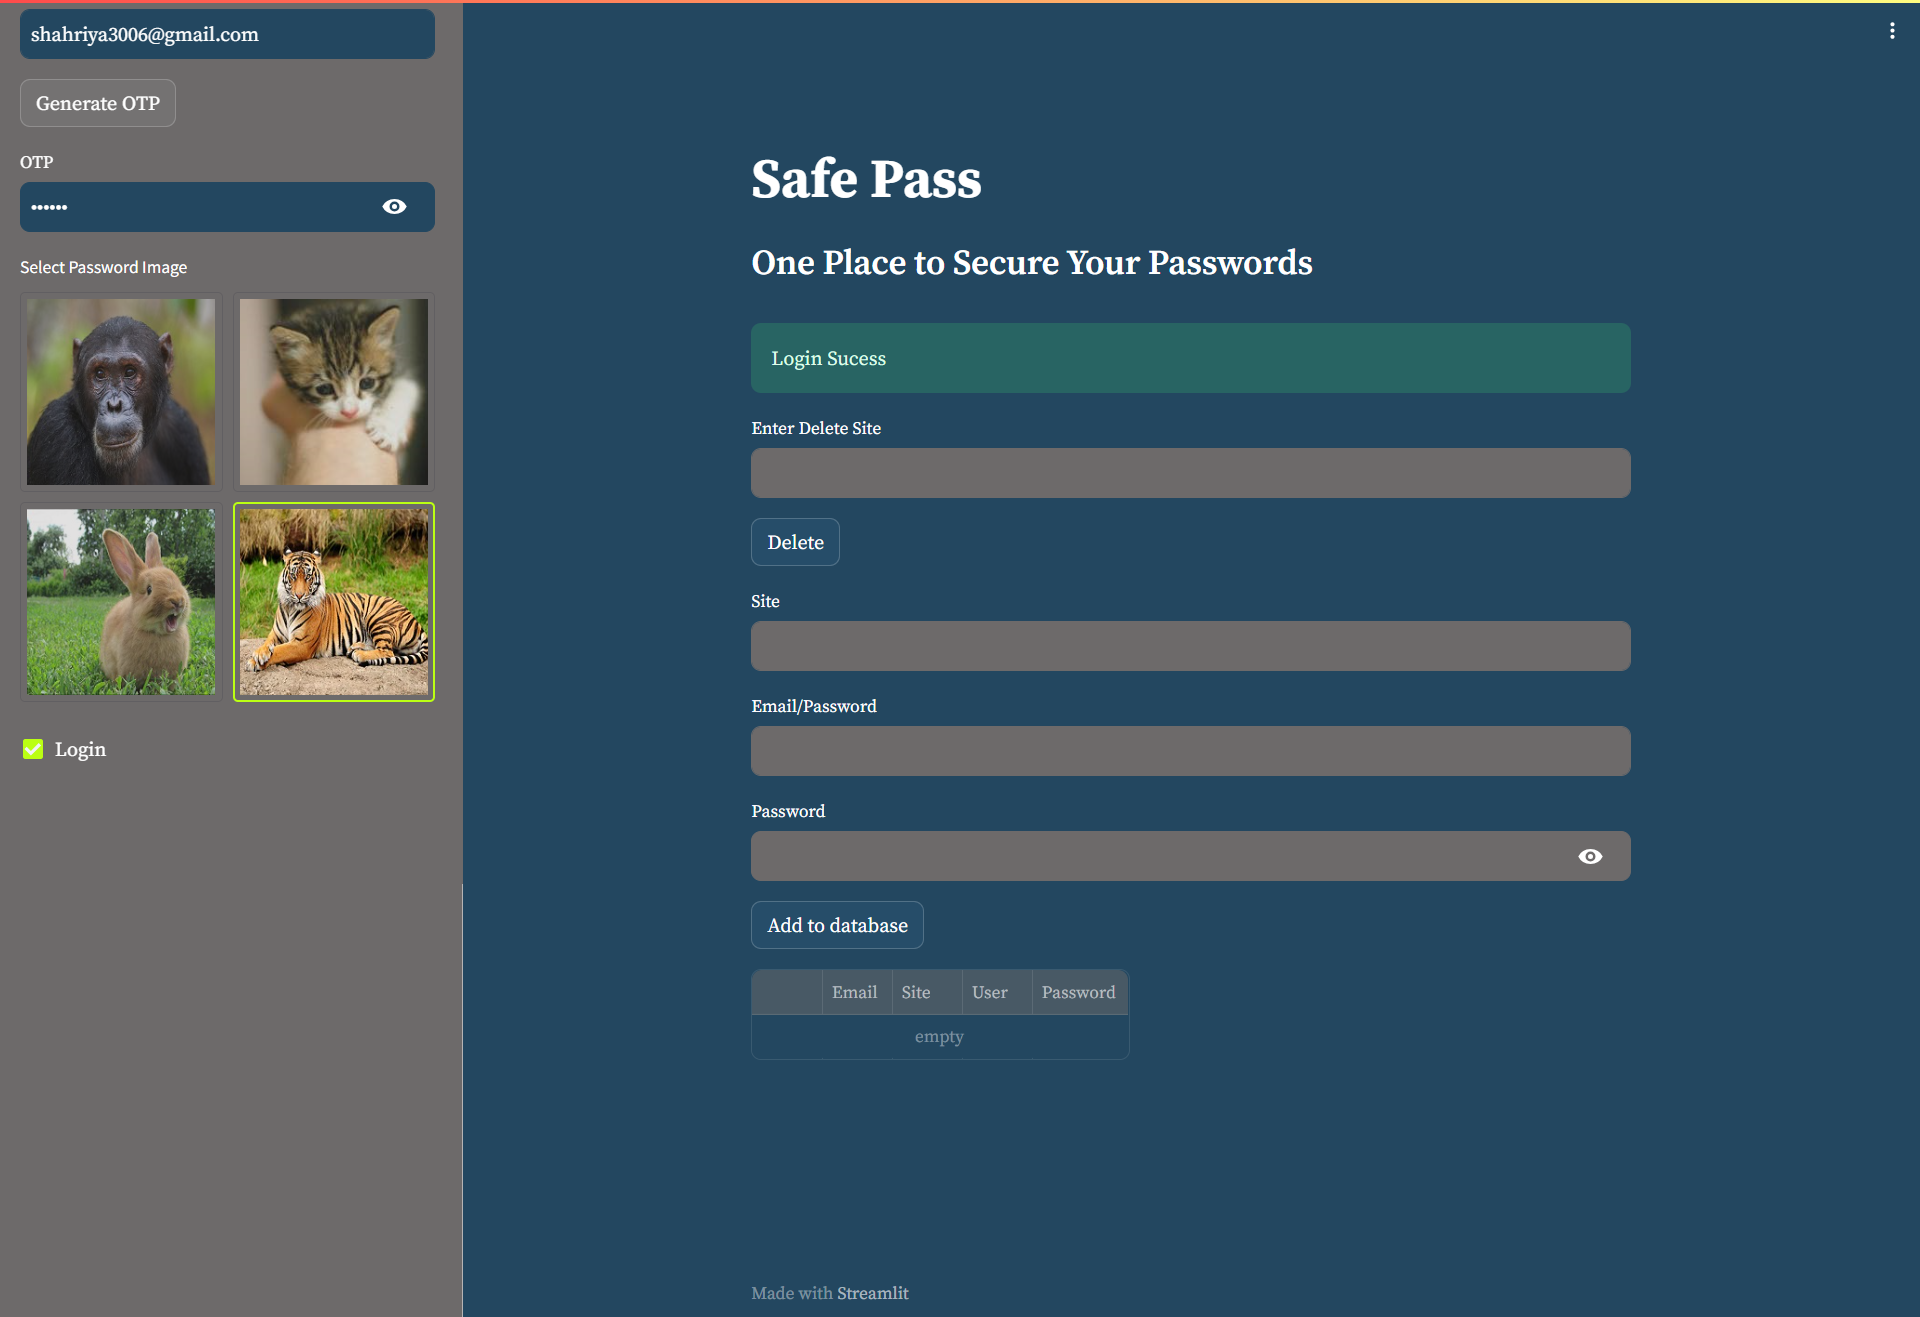 shahriya3006@gmail.com
Generate OTP
OTP
••••••
Select Password Image
Login
Safe Pass
One Place to Secure Your Passwords
Login Sucess
Enter Delete Site
Delete
Site
Email/Password
Password
Add to database
Email Site User Password
empty
Made with Streamlit